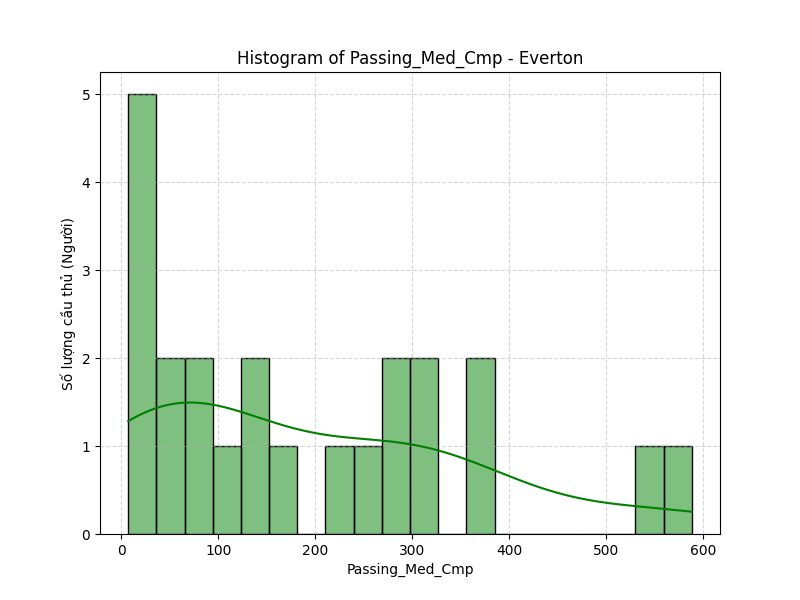 Histogram of Passing_Med_Cmp - Everton
Số lượng cầu thủ (Người)
5
4
3
2
1
0
0 100 200 300 400 500 600
Passing_Med_Cmp